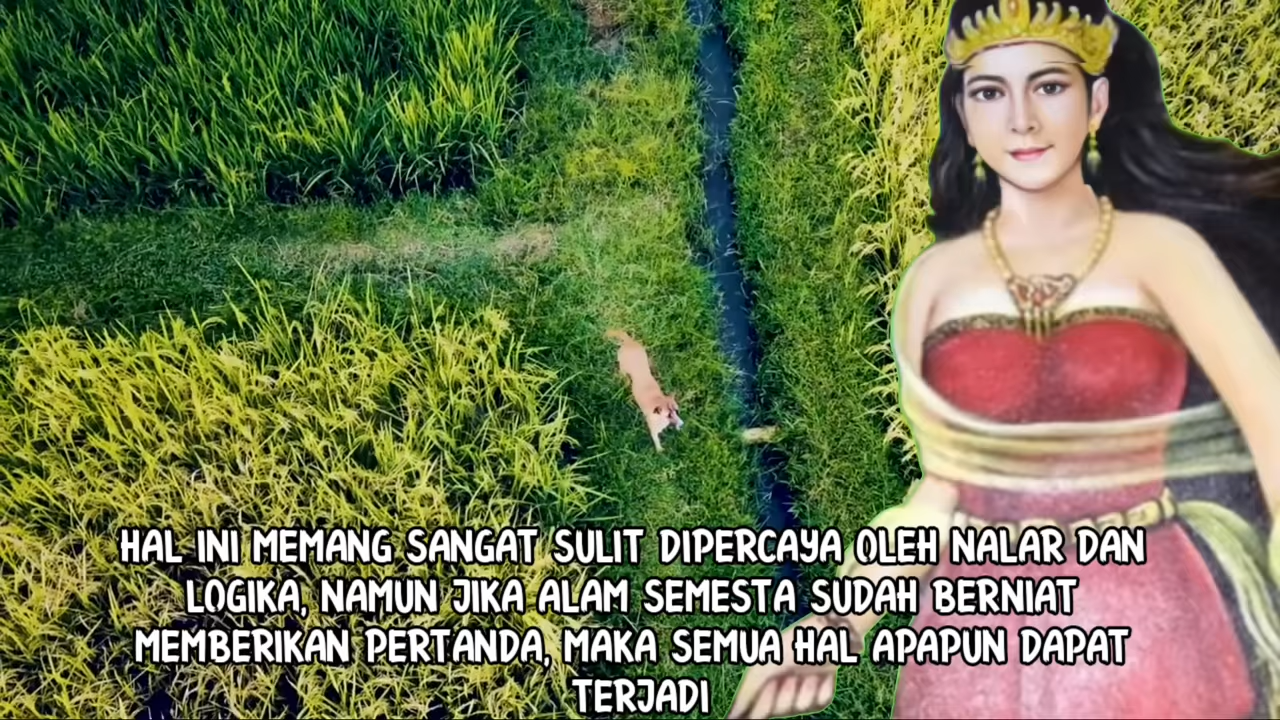 HAL INI MEMANG SANGAT SULIT DIPERCAYA OLEH NALAR DAN
LOGIKA, NAMUN JIKA ALAM SEMESTA SUDAH BERNIAT
MEMBERIKAN PERTANDA, MAKA SEMUA HAL APAPUN DAPAT
TERJADI